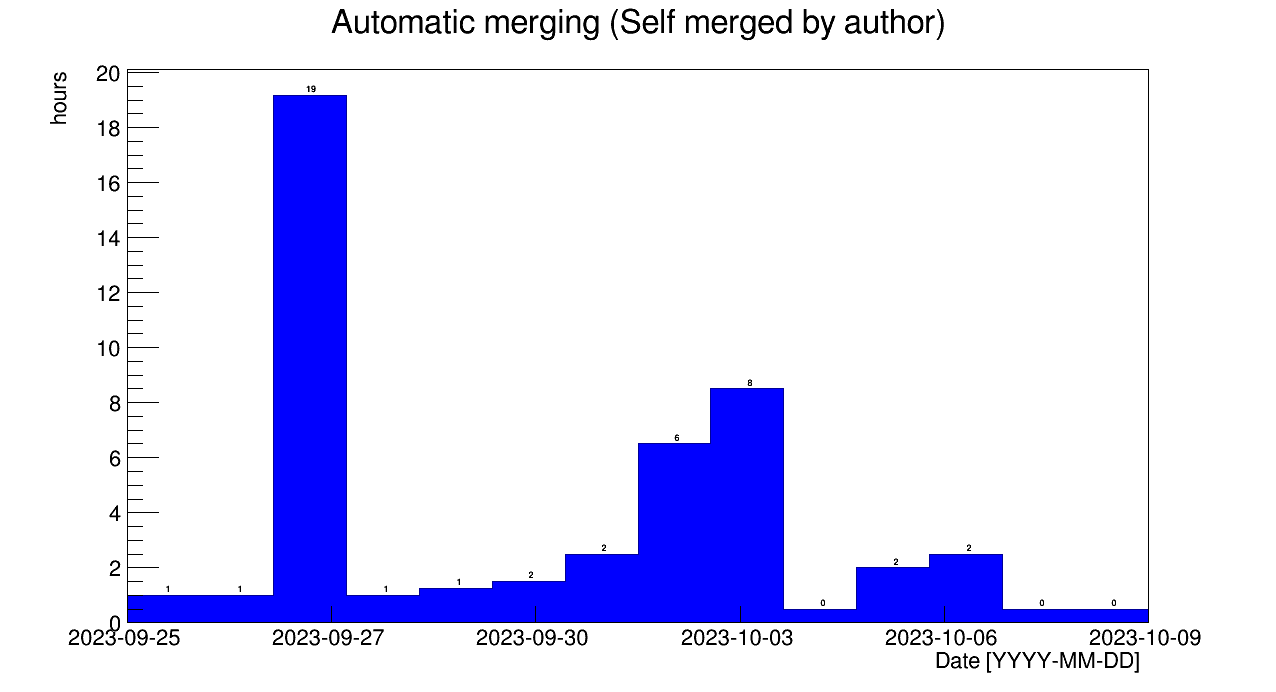 Automatic merging (Self merged by author)
hours
20
18
16
14
12
10
8
6
4
2
0
1 1 19 1 1 2 2 6 8 0 2 2 0 0
2023-09-25 2023-09-27 2023-09-30 2023-10-03 2023-10-06 2023-10-09
Date [YYYY-MM-DD]